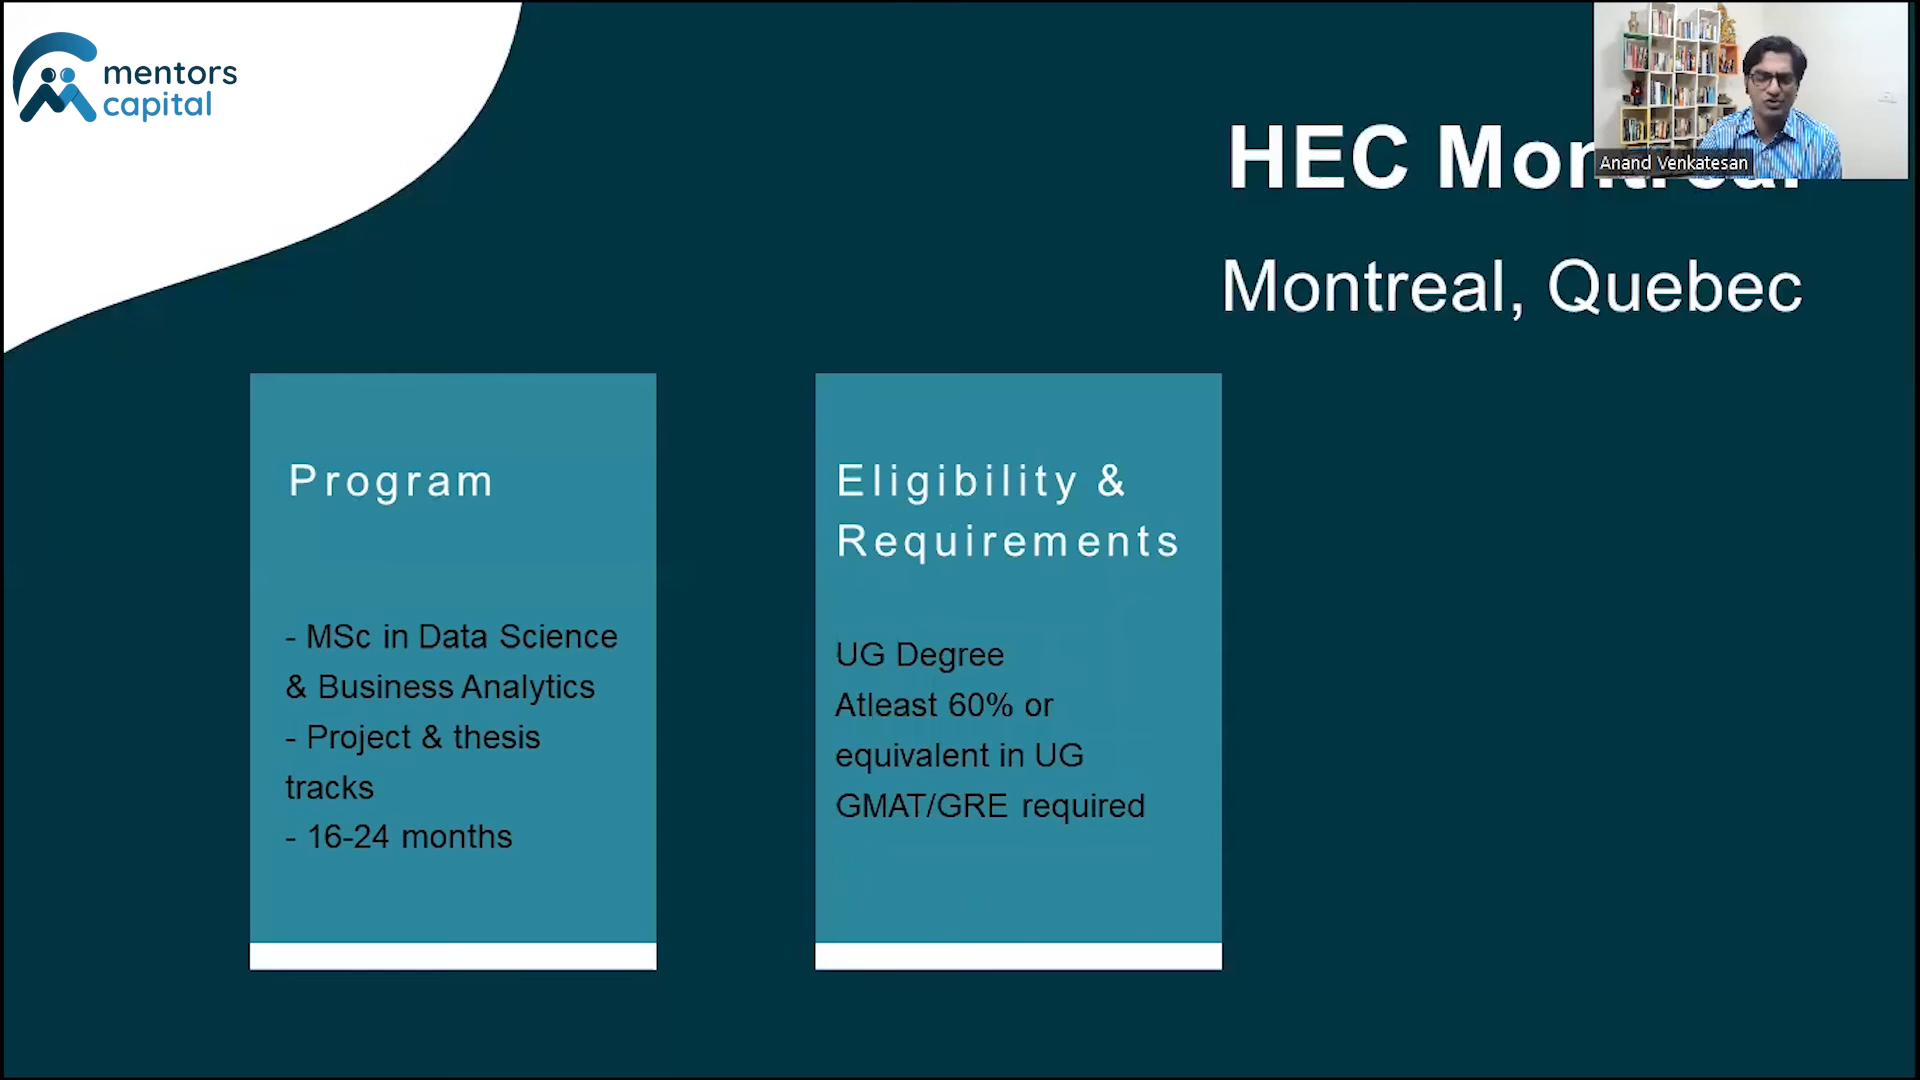 mentors
capital
HEC Montreal
Anand Venkatesan
Montreal, Quebec
Program
- MSc in Data Science
& Business Analytics
- Project & thesis
tracks
- 16-24 months
Eligibility &
Requirements
UG Degree
Atleast 60% or
equivalent in UG
GMAT/GRE required